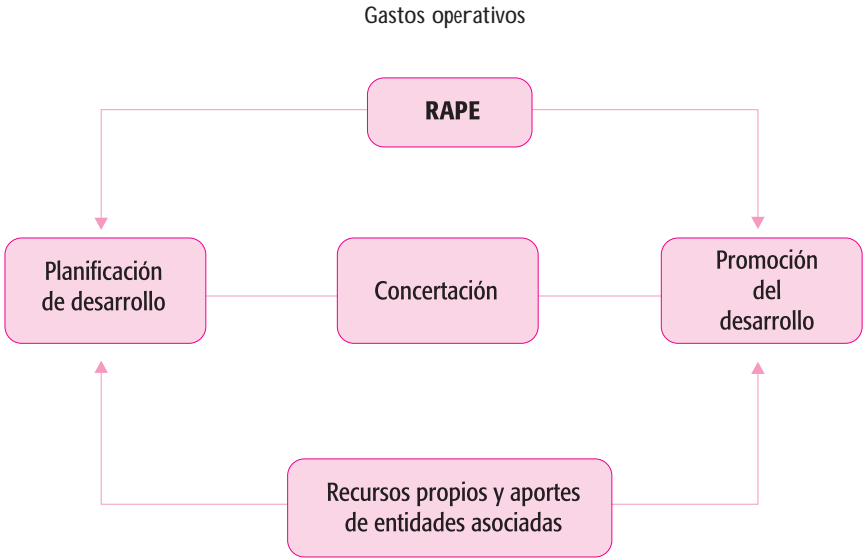 Gastos operativos
RAPE
Planificación
de desarrollo
Concertación
Promoción
del
desarrollo
Recursos propios y aportes
de entidades asociadas